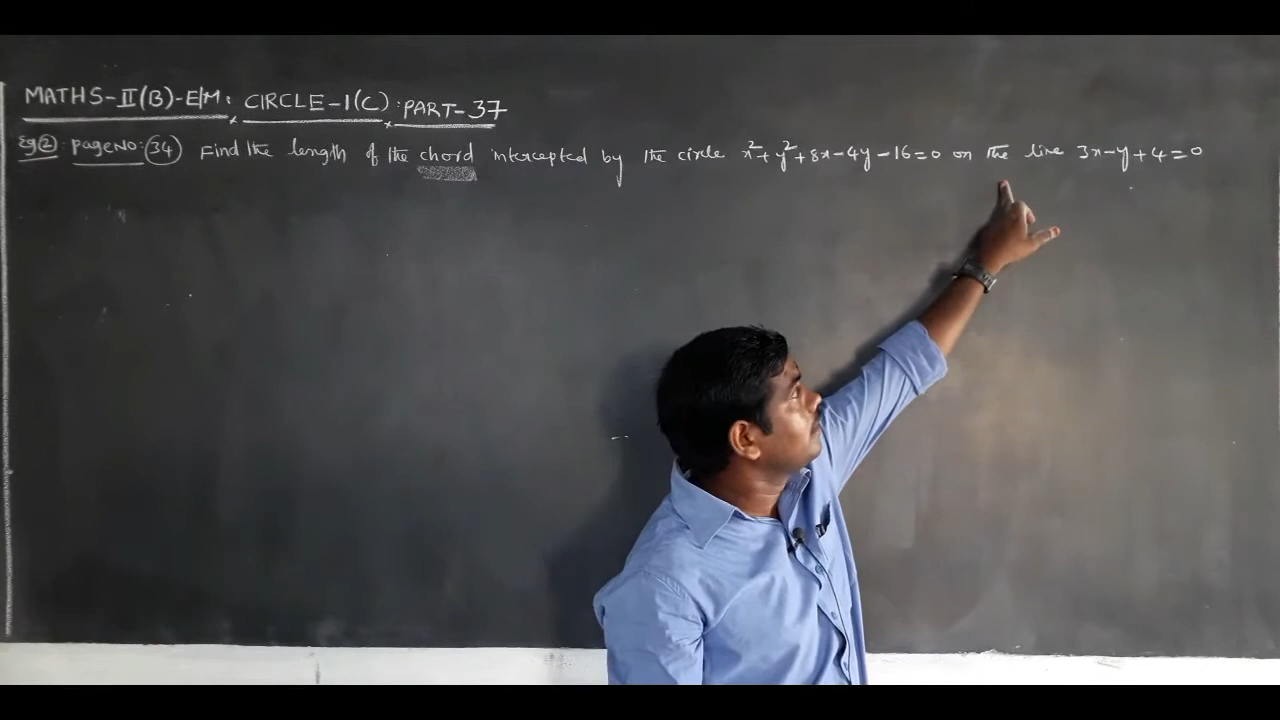 MATHS-II(B)-E/M: CIRCLE-1(C): PART-37
Eg②: pageNO:(34) Find the length of the chord intercepted by the circle x²+y²+8x-4y-16=0 on the line 3x-y+4=0